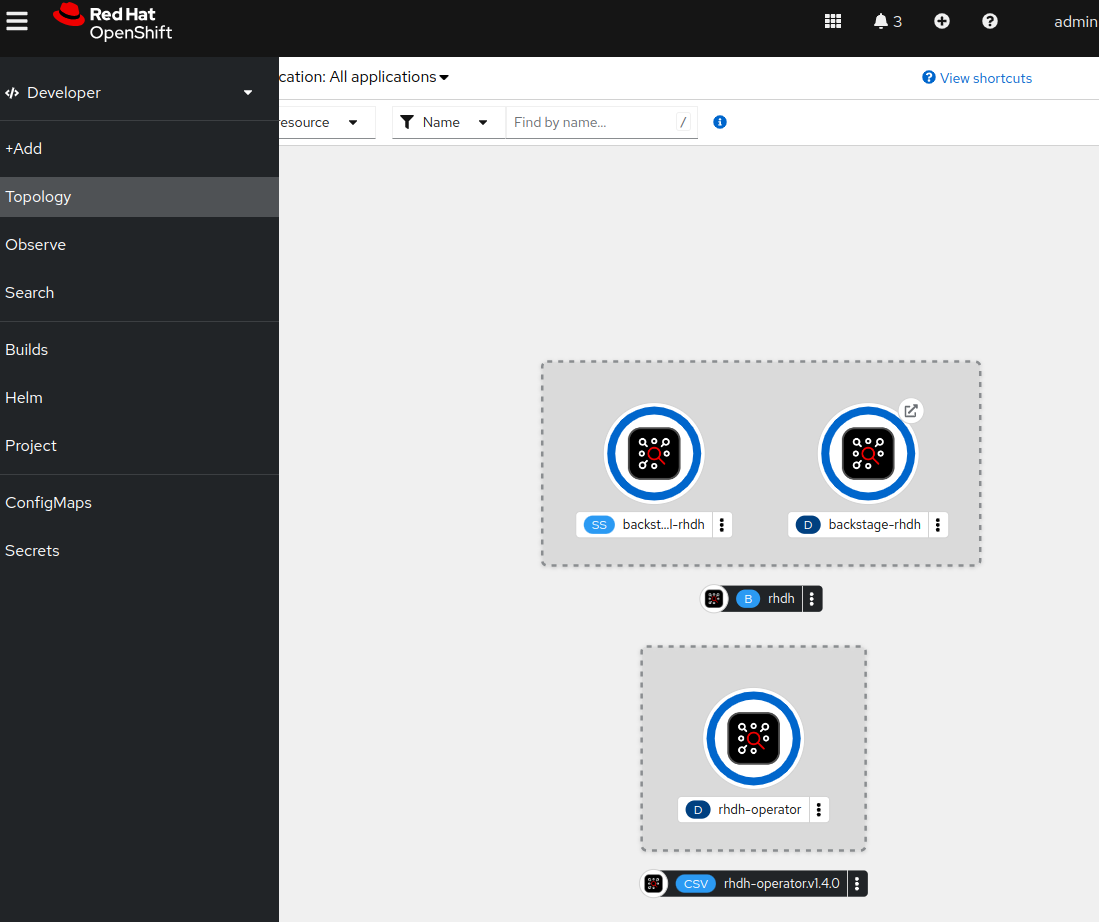 Red Hat
OpenShift
3
admin
Developer
cation: All applications
View shortcuts
esource
Name
Find by name...
/
+Add
Topology
Observe
Search
Builds
Helm
Project
ConfigMaps
Secrets
SS backst...l-rhdh
D backstage-rhdh
B rhdh
D rhdh-operator
CSV rhdh-operator.v1.4.0